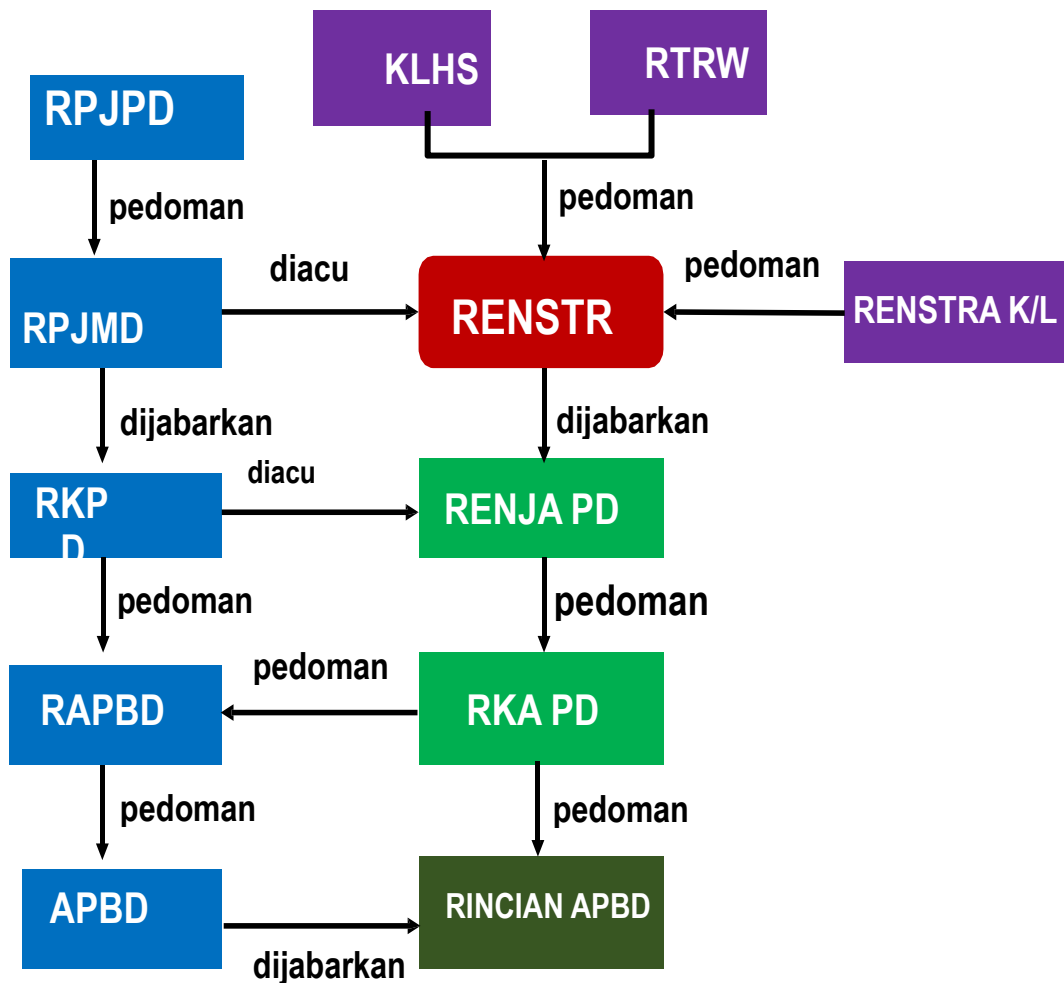 KLHS
RTRW
RPJPD
pedoman
pedoman
diacu
pedoman
RPJMD
RENSTR
RENSTRA K/L
dijabarkan
dijabarkan
diacu
RKP
D
RENJA PD
pedoman
pedoman
pedoman
RAPBD
RKA PD
pedoman
pedoman
APBD
RINCIAN APBD
dijabarkan